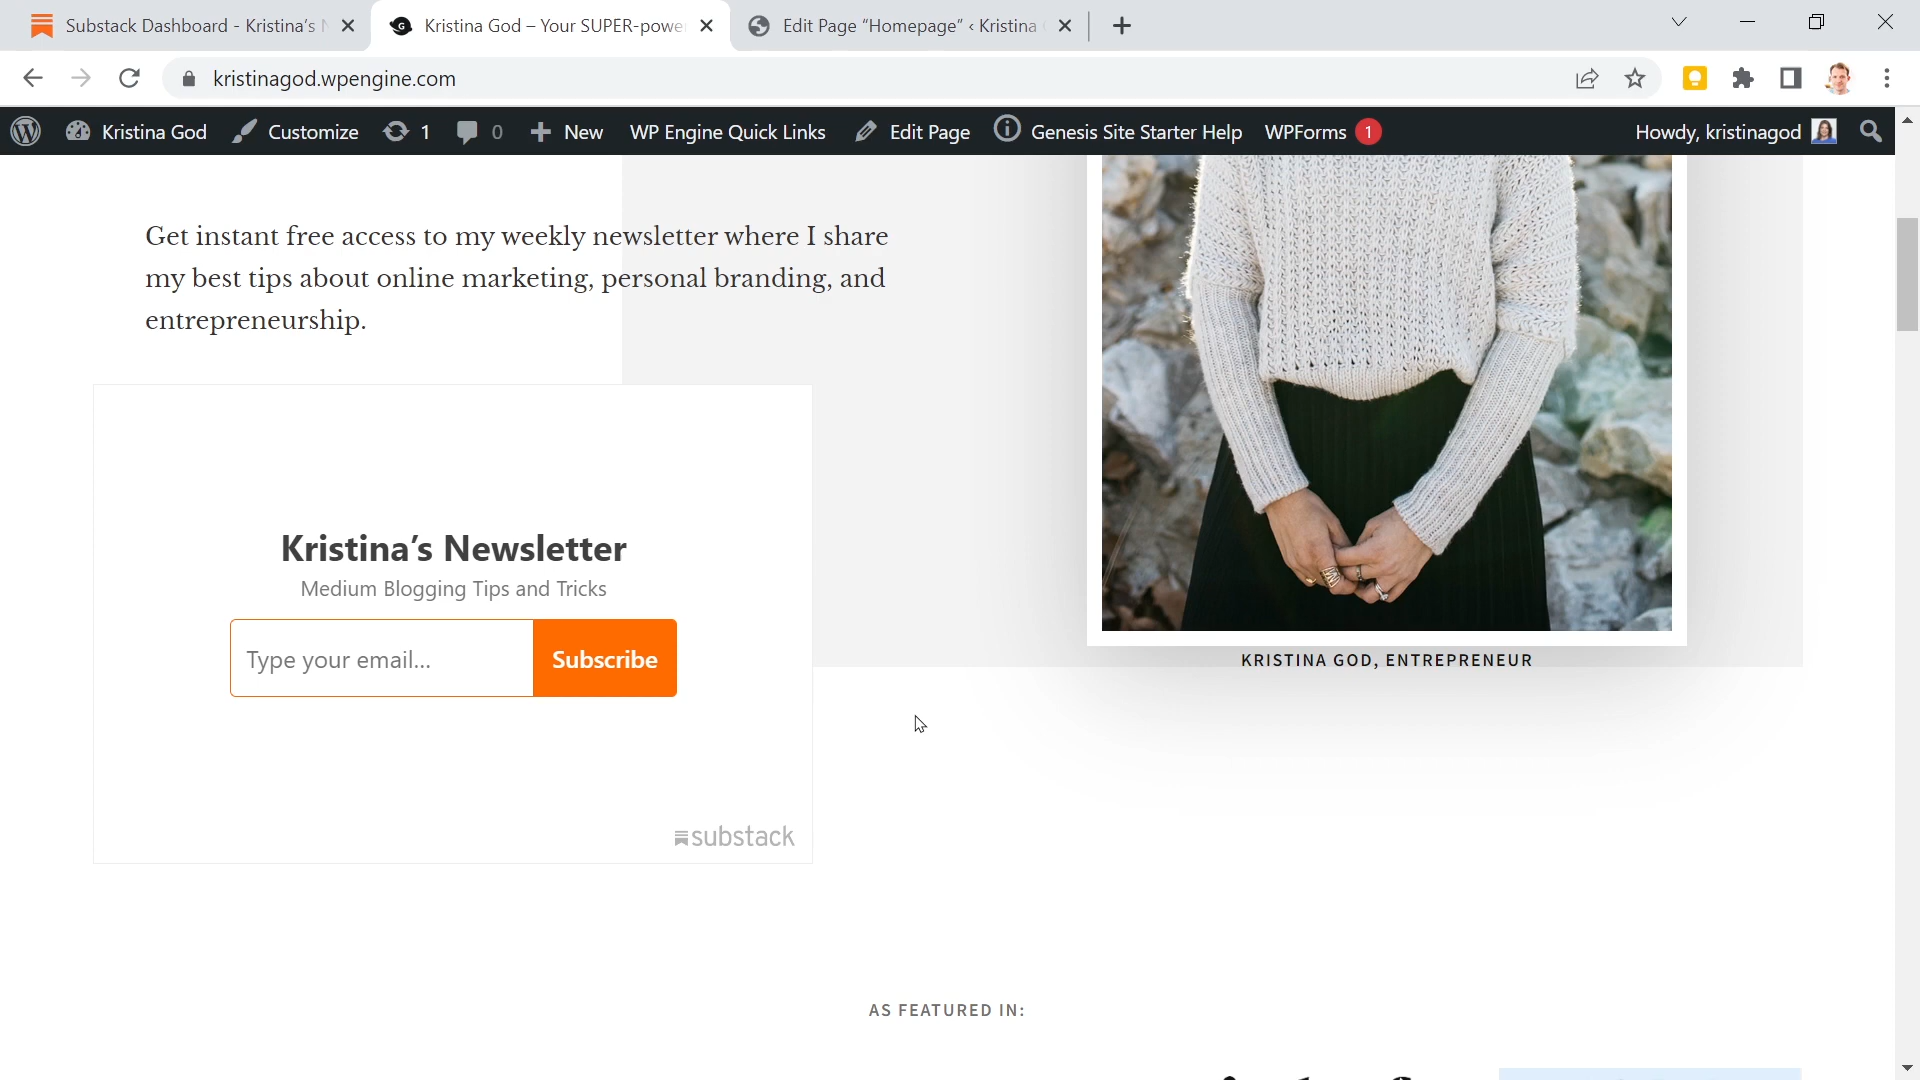 Substack Dashboard - Kristina's
Kristina God – Your SUPER-powe
Edit Page “Homepage” ‹ Kristina
kristinagod.wpengine.com
Kristina God
Customize
1
0
New
WP Engine Quick Links
Edit Page
Genesis Site Starter Help
WPForms 1
Howdy, kristinagod
Get instant free access to my weekly newsletter where I share
my best tips about online marketing, personal branding, and
entrepreneurship.
Kristina’s Newsletter
Medium Blogging Tips and Tricks
Type your email...
Subscribe
substack
KRISTINA GOD, ENTREPRENEUR
AS FEATURED IN: